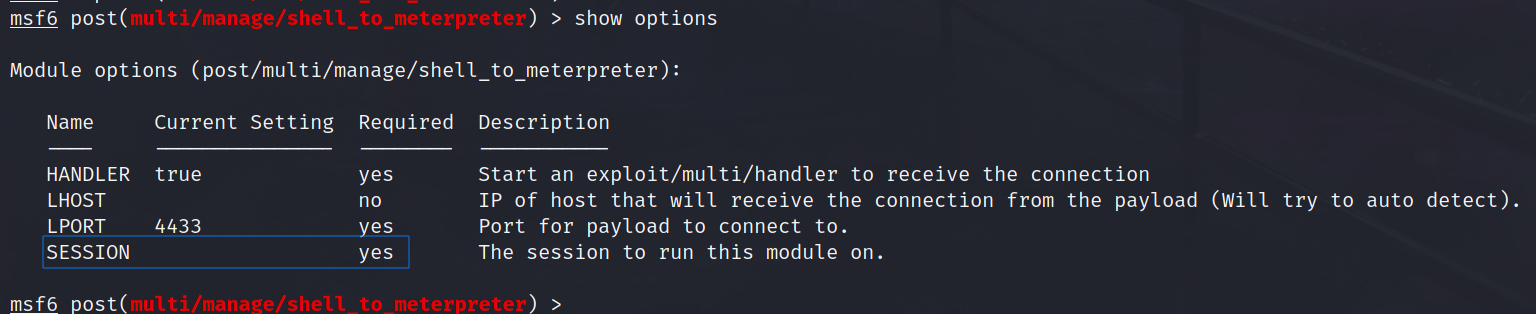 msf6 post(multi/manage/shell_to_meterpreter) > show options
Module options (post/multi/manage/shell_to_meterpreter):
Name Current Setting Required Description
---- --------------- -------- -----------
HANDLER true yes Start an exploit/multi/handler to receive the connection
LHOST no IP of host that will receive the connection from the payload (Will try to auto detect).
LPORT 4433 yes Port for payload to connect to.
SESSION yes The session to run this module on.
msf6 post(multi/manage/shell_to_meterpreter) >